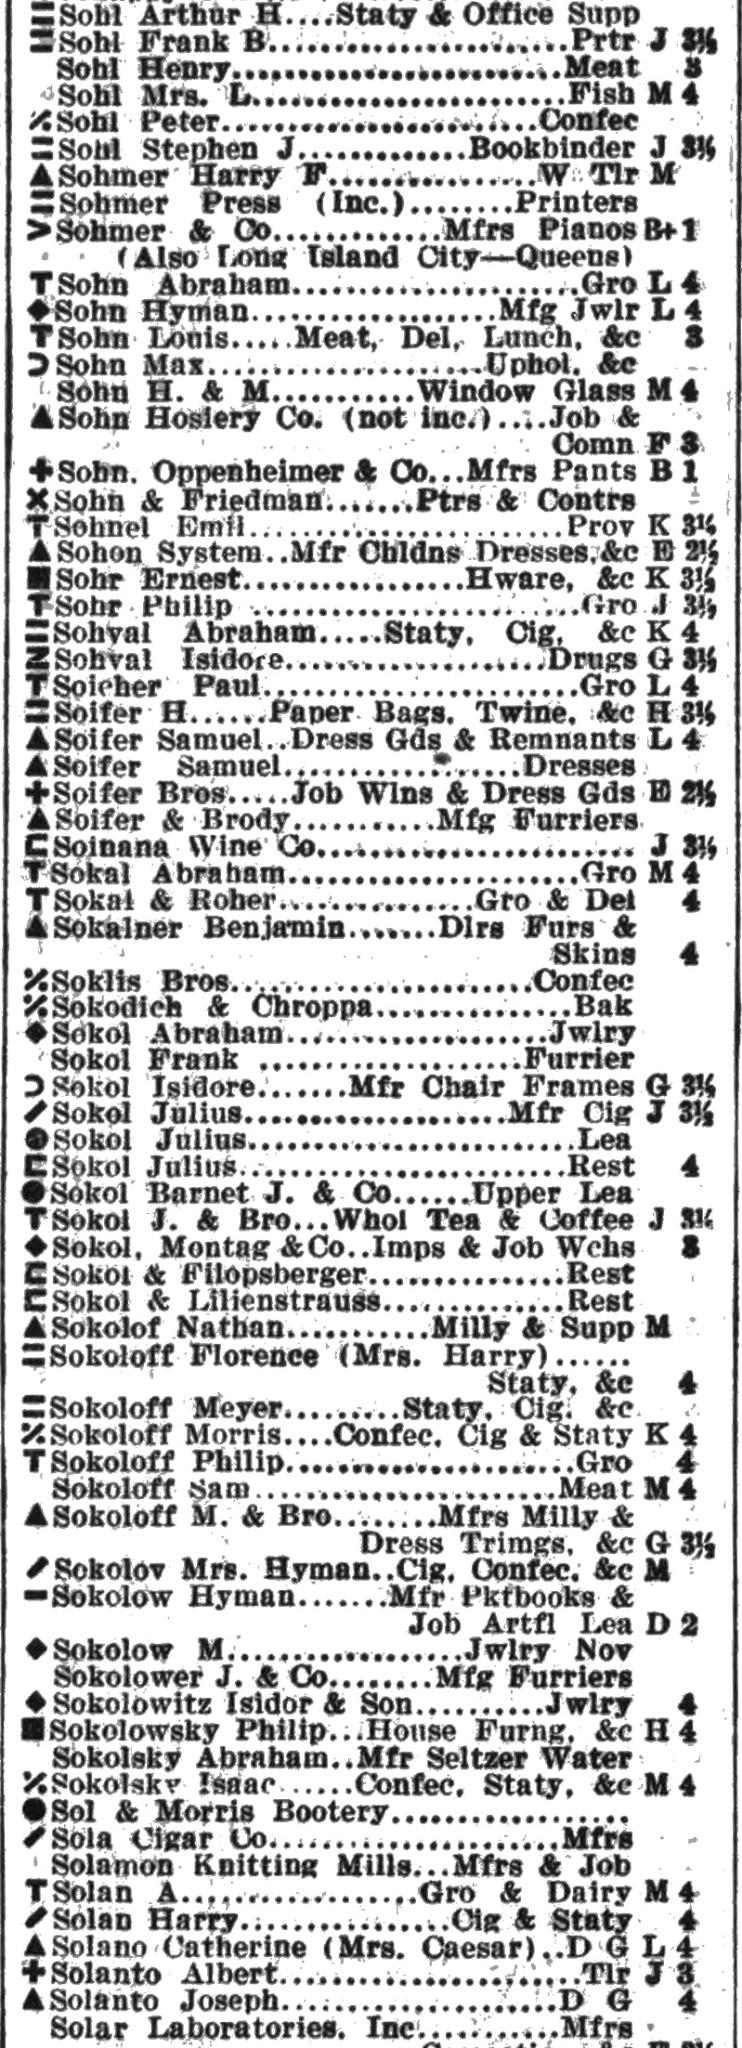 Sohl Arthur H....Staty & Office Supp
Sohl Frank B......................Prtr J 3½
Sohl Henry........................Meat 3
Sohl Mrs. L.......................Fish M 4
Sohl Peter.......................Confec
Sohl Stephen J.............Bookbinder J 3½
Sohmer Harry F................W Tlr M
Sohmer Press (Inc.)........Printers
Sohmer & Co.............Mfrs Pianos B+1
(Also Long Island City—Queens)
Sohn Abraham......................Gro L 4
Sohn Hyman..................Mfg Jwlr L 4
Sohn Louis.....Meat, Del, Lunch, &c 3
Sohn Max.....................Uphol, &c
Sohn H. & M...........Window Glass M 4
Sohn Hosiery Co. (not inc.)....Job &
Comn F 3
Sohn, Oppenheimer & Co...Mfrs Pants B 1
Sohn & Friedman.......Ptrs & Contrs
Sohnel Emil........................Prov K 3½
Sohon System..Mfr Chldns Dresses,&c E 2½
Sohr Ernest.................Hware, &c K 3½
Sohr Philip .........................Gro J 3½
Sohval Abraham.....Staty, Cig, &c K 4
Sohval Isidore....................Drugs G 3½
Soicher Paul........................Gro L 4
Soifer H......Paper Bags, Twine, &c H 3½
Soifer Samuel..Dress Gds & Remnants L 4
Soifer Samuel..................Dresses
Soifer Bros.....Job Wlns & Dress Gds E 2½
Soifer & Brody...........Mfg Furriers
Soinana Wine Co........................ J 3½
Sokal Abraham......................Gro M 4
Sokal & Roher...............Gro & Del 4
Sokalner Benjamin.......Dlrs Furs &
Skins 4
Soklis Bros.......................Confec
Sokodich & Chroppa...............Bak
Sokol Abraham....................Jwlry
Sokol Frank ....................Furrier
Sokol Isidore.......Mfr Chair Frames G 3½
Sokol Julius....................Mfr Cig J 3½
Sokol Julius.........................Lea
Sokol Julius.........................Rest 4
Sokol Barnet J. & Co......Upper Lea
Sokol J. & Bro...Whol Tea & Coffee J 3½
Sokol, Montag &Co..Imps & Job Wchs 3
Sokol & Filopsberger...............Rest
Sokol & Lilienstrauss..............Rest
Sokolof Nathan...........Milly & Supp M
Sokoloff Florence (Mrs. Harry)......
Staty, &c 4
Sokoloff Meyer.........Staty, Cig, &c
Sokoloff Morris....Confec, Cig & Staty K 4
Sokoloff Philip......................Gro 4
Sokoloff Sam.......................Meat M 4
Sokoloff M. & Bro........Mfrs Milly &
Dress Trimgs, &c G 3½
Sokolov Mrs. Hyman..Cig, Confec, &c M
Sokolow Hyman.......Mfr Pktbooks &
Job Artfl Lea D 2
Sokolow M..................Jwlry Nov
Sokolower J. & Co........Mfg Furriers
Sokolowitz Isidor & Son..........Jwlry 4
Sokolowsky Philip...House Furng, &c H 4
Sokolsky Abraham..Mfr Seltzer Water
Sokolsky Isaac......Confec, Staty, &c M 4
Sol & Morris Bootery..................
Sola Cigar Co......................Mfrs
Solamon Knitting Mills...Mfrs & Job
Solan A..................Gro & Dairy M 4
Solan Harry................Cig & Staty 4
Solano Catherine (Mrs. Caesar)..D G L 4
Solanto Albert.......................Tlr J 3
Solanto Joseph.....................D G 4
Solar Laboratories, Inc..........Mfrs